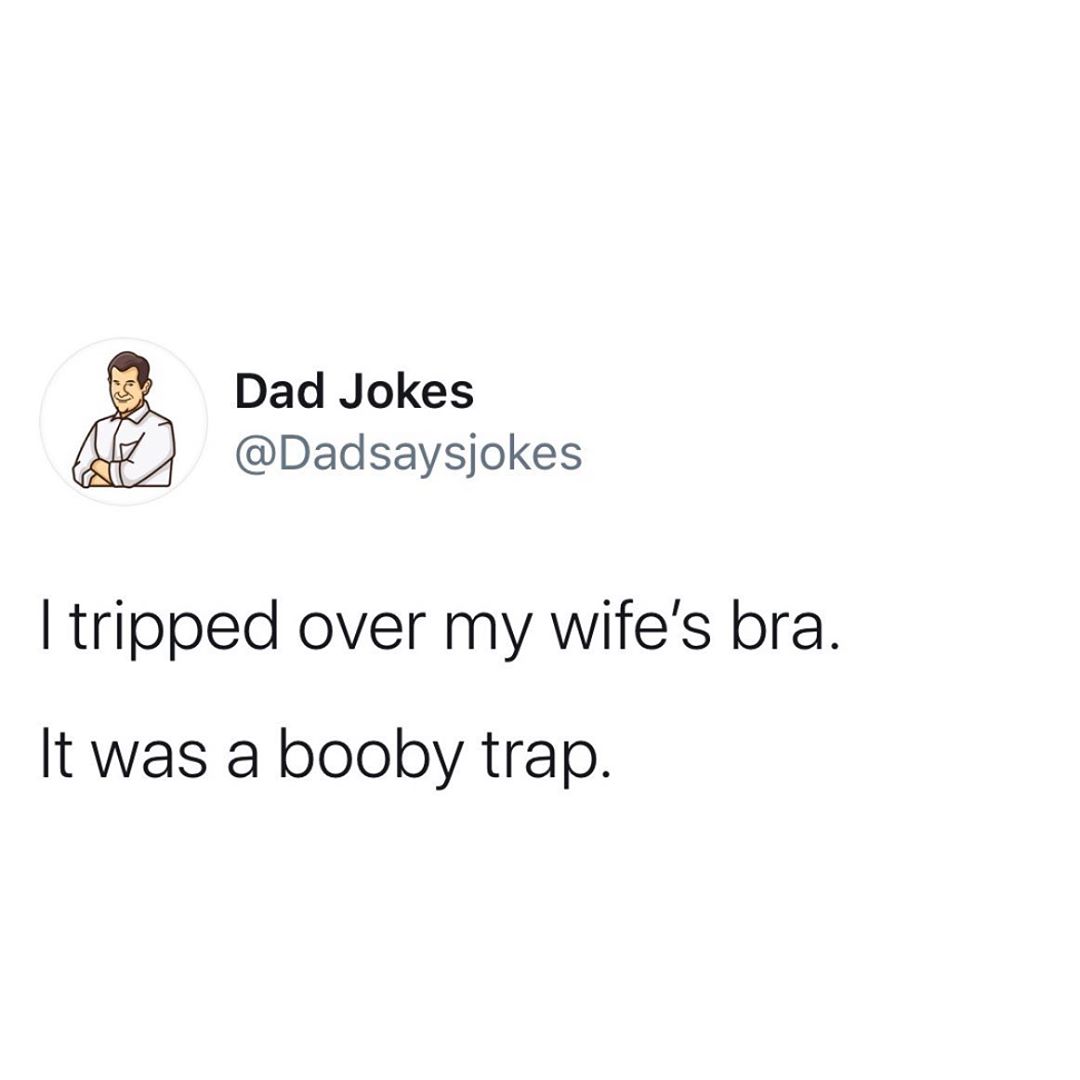 Dad Jokes
@Dadsaysjokes
I tripped over my wife’s bra.
It was a booby trap.